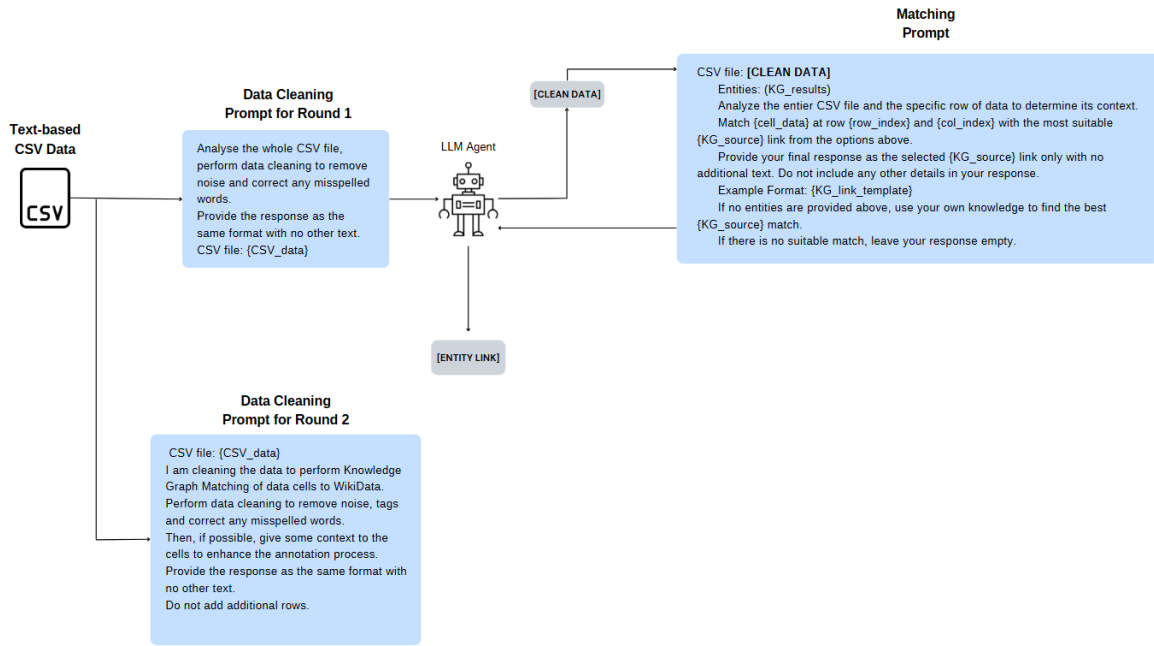 Matching
Prompt
CSV file: [CLEAN DATA]
Entities: (KG_results)
Analyze the entier CSV file and the specific row of data to determine its context.
Match {cell_data} at row {row_index} and {col_index} with the most suitable
{KG_source} link from the options above.
Provide your final response as the selected {KG_source} link only with no
additional text. Do not include any other details in your response.
Example Format: {KG_link_template}
If no entities are provided above, use your own knowledge to find the best
{KG_source} match.
If there is no suitable match, leave your response empty.
[CLEAN DATA]
Data Cleaning
Prompt for Round 1
Analyse the whole CSV file,
perform data cleaning to remove
noise and correct any misspelled
words.
Provide the response as the
same format with no other text.
CSV file: {CSV_data}
Text-based
CSV Data
CSV
LLM Agent
[ENTITY LINK]
Data Cleaning
Prompt for Round 2
CSV file: {CSV_data}
I am cleaning the data to perform Knowledge
Graph Matching of data cells to WikiData.
Perform data cleaning to remove noise, tags
and correct any misspelled words.
Then, if possible, give some context to the
cells to enhance the annotation process.
Provide the response as the same format with
no other text.
Do not add additional rows.